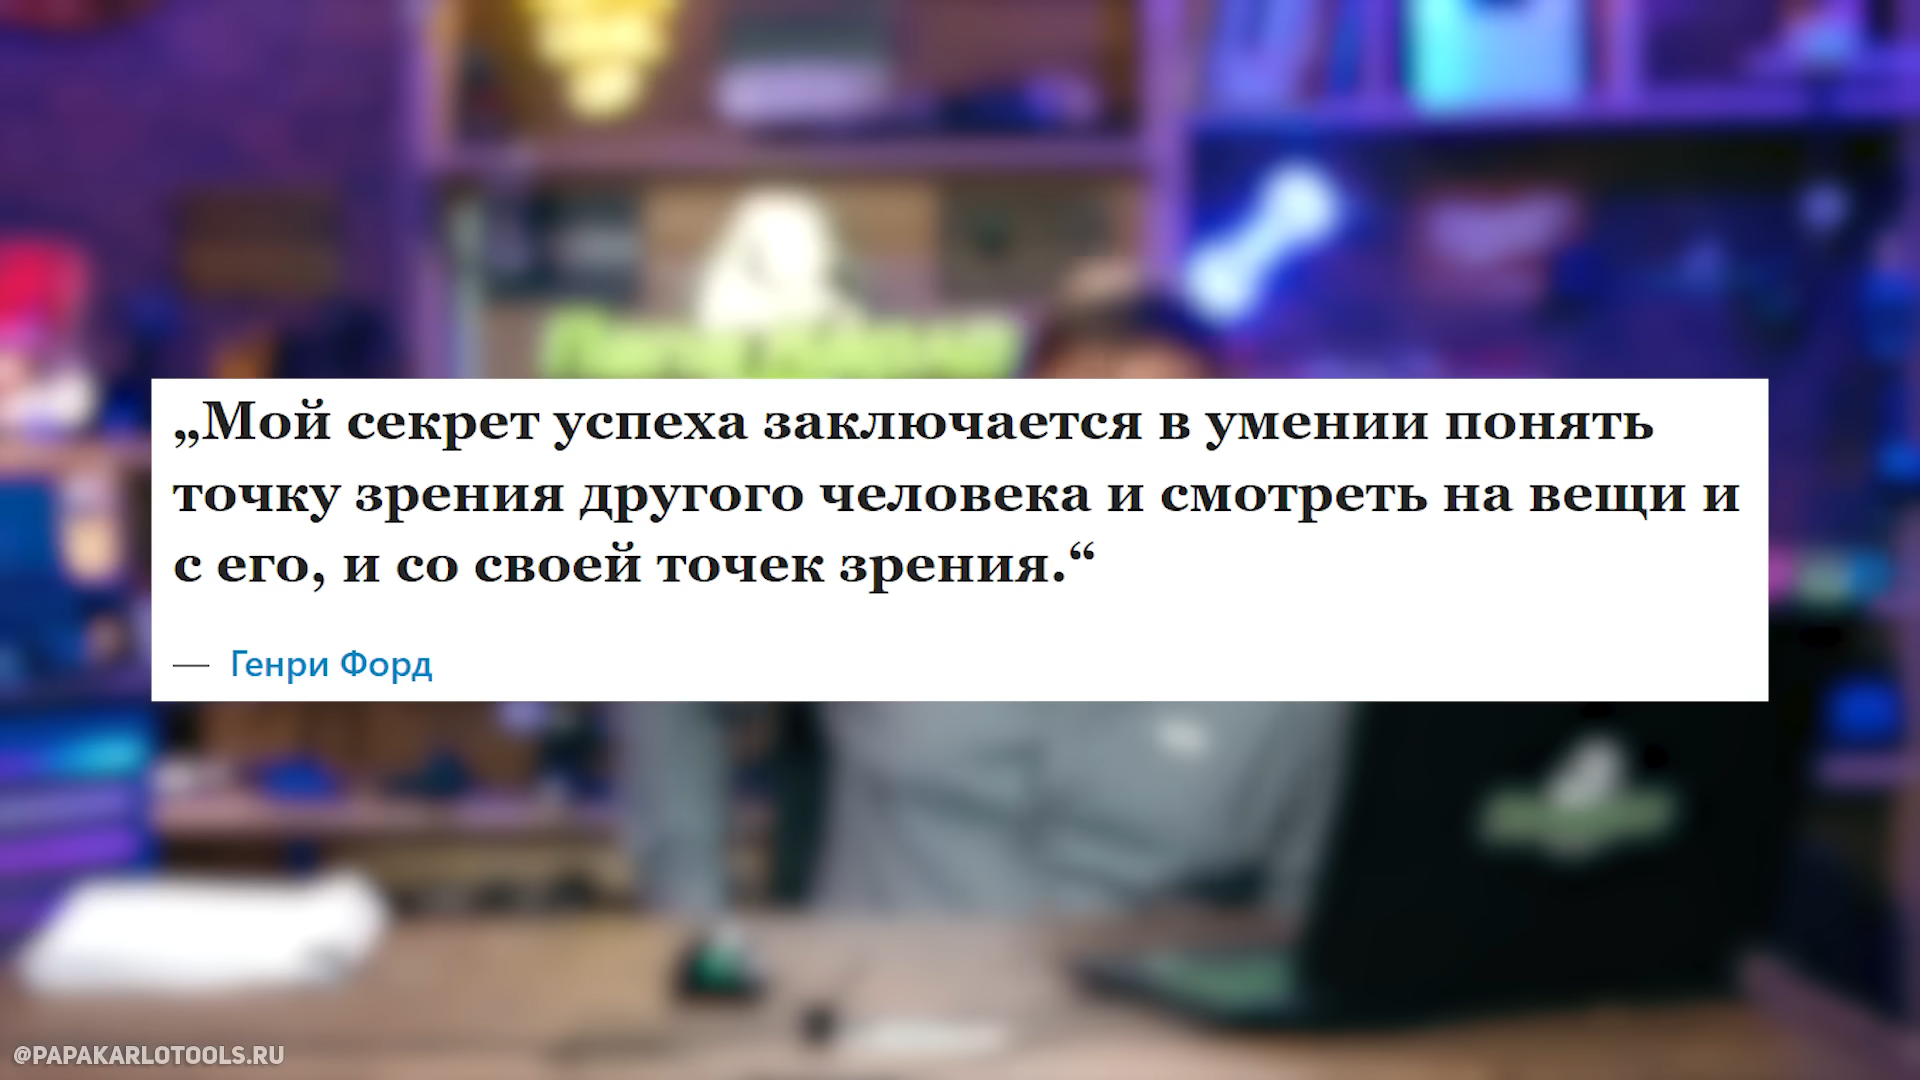 „Мой секрет успеха заключается в умении понять
точку зрения другого человека и смотреть на вещи и
с его, и со своей точек зрения.“
— Генри Форд
@PAPAKARLOTOOLS.RU